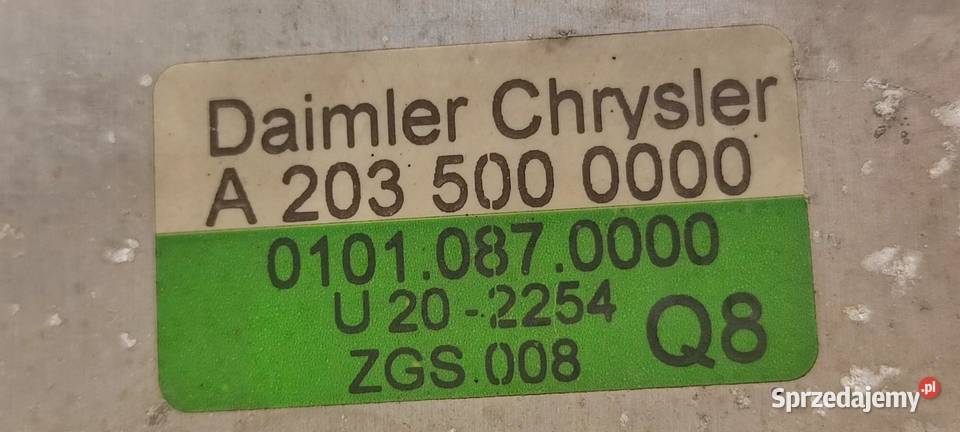 Daimler Chrysler
A 203 500 0000
0101.087.0000
U 20 - 2254
Q8
ZGS.008
Sprzedajemy.pl